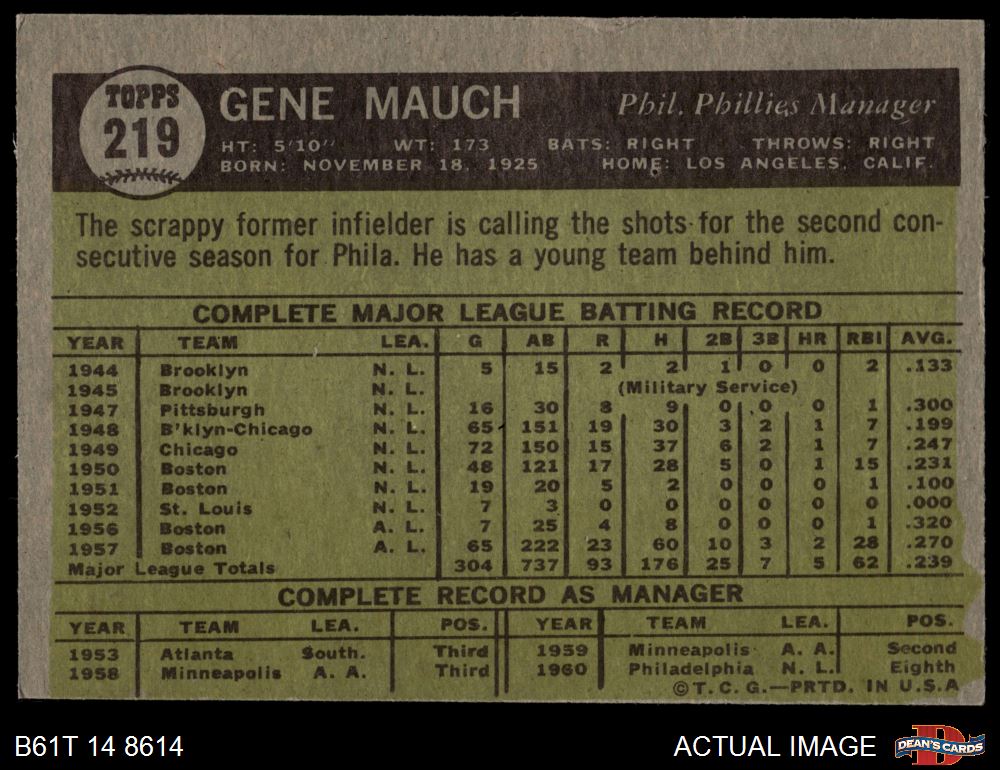 TOPPS
219
GENE MAUCH Phil. Phillies Manager
HT: 5'10" WT: 173 BATS: RIGHT THROWS: RIGHT
BORN: NOVEMBER 18, 1925 HOME: LOS ANGELES, CALIF.
The scrappy former infielder is calling the shots for the second con-
secutive season for Phila. He has a young team behind him.
COMPLETE MAJOR LEAGUE BATTING RECORD
YEAR TEAM LEA. G AB R H 2B 3B HR RBI AVG.
1944 Brooklyn N. L. 5 15 2 2 1 0 0 2 .133
1945 Brooklyn N. L. (Military Service)
1947 Pittsburgh N. L. 16 30 8 9 0 0 0 1 .300
1948 B'klyn-Chicago N. L. 65 151 19 30 3 2 1 7 .199
1949 Chicago N. L. 72 150 15 37 6 2 1 7 .247
1950 Boston N. L. 48 121 17 28 5 0 1 15 .231
1951 Boston N. L. 19 20 5 2 0 0 0 1 .100
1952 St. Louis N. L. 7 3 0 0 0 0 0 0 .000
1956 Boston A. L. 7 25 4 8 0 0 0 1 .320
1957 Boston A. L. 65 222 23 60 10 3 2 28 .270
Major League Totals 304 737 93 176 25 7 5 62 .239
COMPLETE RECORD AS MANAGER
YEAR TEAM LEA. POS. YEAR TEAM LEA. POS.
1953 Atlanta South. Third 1959 Minneapolis A. A. Second
1958 Minneapolis A. A. Third 1960 Philadelphia N. L. Eighth
©T. C. G.—PRTD. IN U.S.A
B61T 14 8614 ACTUAL IMAGE D DEAN'S CARDS